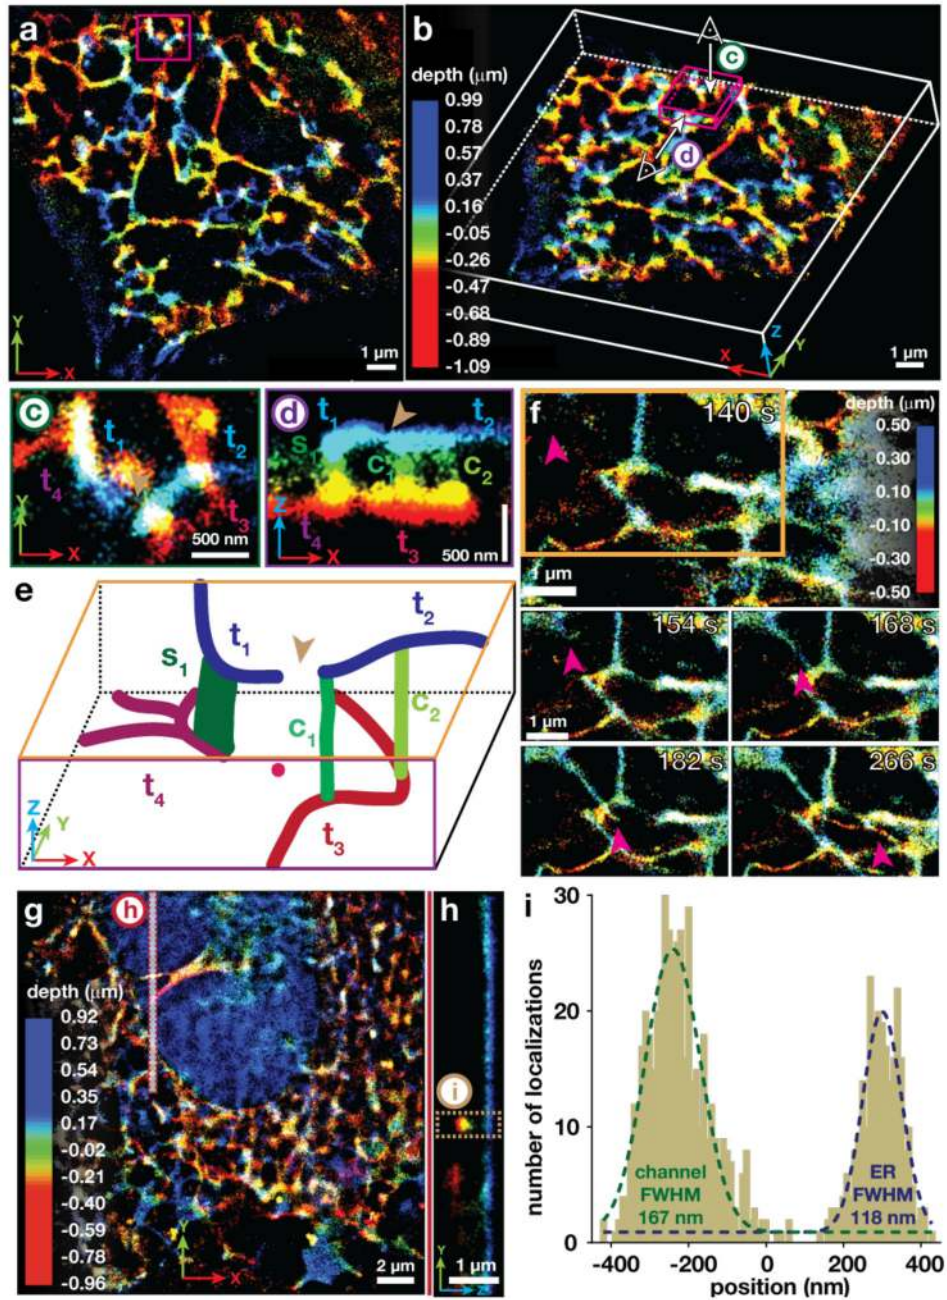 a
depth (µm)
0.99
0.78
0.57
0.37
0.16
-0.05
-0.26
-0.47
-0.68
-0.89
-1.09
Y
X
1 µm
b
c
d
Z
Y
X
1 µm
c
t1
t2
t4
t3
Y
X
500 nm
d
t1
t2
S1
C1
C2
Z
X
t4
t3
500 nm
e
t1
t2
S1
C1
C2
t4
t3
Z
Y
X
f
140 s
depth (µm)
0.50
0.30
0.10
-0.10
-0.30
-0.50
1 µm
154 s
1 µm
168 s
182 s
266 s
g
h
depth (µm)
0.92
0.73
0.54
0.35
0.17
-0.02
-0.21
-0.40
-0.59
-0.78
-0.96
Y
X
2 µm
h
i
Y
Z
1 µm
i
number of localizations
30
20
10
0
channel
FWHM
167 nm
ER
FWHM
118 nm
-400 -200 0 200 400
position (nm)